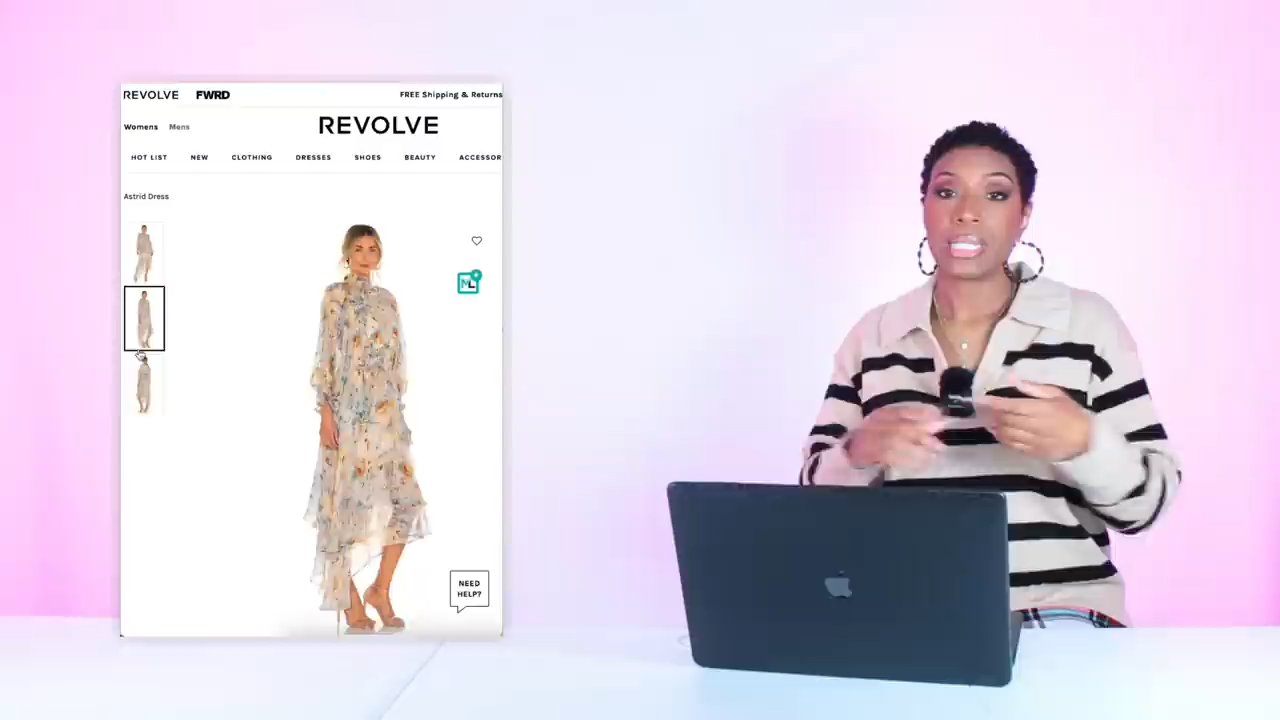 REVOLVE FWRD FREE Shipping & Returns
Womens Mens REVOLVE
HOT LIST NEW CLOTHING DRESSES SHOES BEAUTY ACCESSOR
Astrid Dress
ML
NEED
HELP?